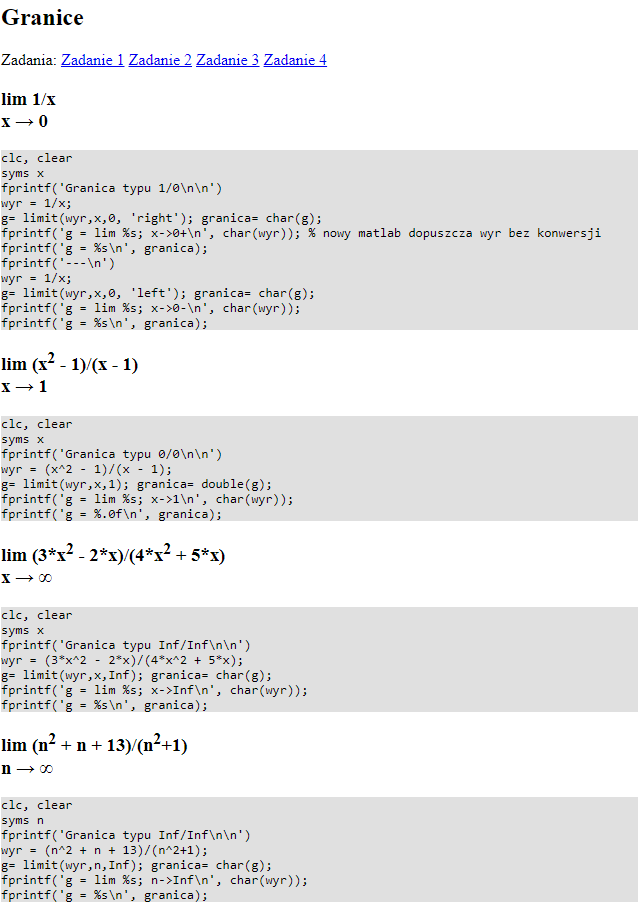 Granice
Zadania: Zadanie 1 Zadanie 2 Zadanie 3 Zadanie 4
lim 1/x
x → 0
clc, clear
syms x
fprintf('Granica typu 1/0\n\n')
wyr = 1/x;
g= limit(wyr,x,0, 'right'); granica= char(g);
fprintf('g = lim %s; x->0+\n', char(wyr)); % nowy matlab dopuszcza wyr bez konwersji
fprintf('g = %s\n', granica);
fprintf('---\n')
wyr = 1/x;
g= limit(wyr,x,0, 'left'); granica= char(g);
fprintf('g = lim %s; x->0-\n', char(wyr));
fprintf('g = %s\n', granica);
lim (x² - 1)/(x - 1)
x → 1
clc, clear
syms x
fprintf('Granica typu 0/0\n\n')
wyr = (x^2 - 1)/(x - 1);
g= limit(wyr,x,1); granica= double(g);
fprintf('g = lim %s; x->1\n', char(wyr));
fprintf('g = %.0f\n', granica);
lim (3*x² - 2*x)/(4*x² + 5*x)
x → ∞
clc, clear
syms x
fprintf('Granica typu Inf/Inf\n\n')
wyr = (3*x^2 - 2*x)/(4*x^2 + 5*x);
g= limit(wyr,x,Inf); granica= char(g);
fprintf('g = lim %s; x->Inf\n', char(wyr));
fprintf('g = %s\n', granica);
lim (n² + n + 13)/(n²+1)
n → ∞
clc, clear
syms n
fprintf('Granica typu Inf/Inf\n\n')
wyr = (n^2 + n + 13)/(n^2+1);
g= limit(wyr,n,Inf); granica= char(g);
fprintf('g = lim %s; n->Inf\n', char(wyr));
fprintf('g = %s\n', granica);